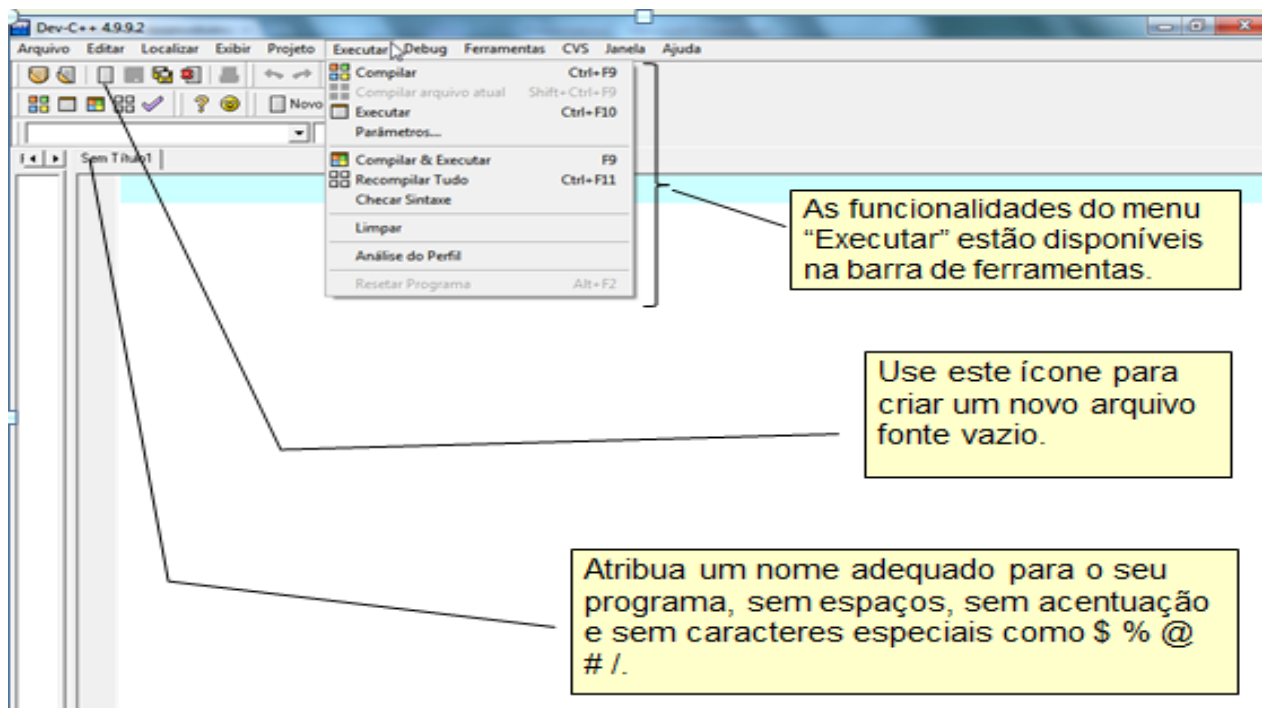 Dev-C++ 4.9.9.2
Arquivo Editar Localizar Exibir Projeto Executar Debug Ferramentas CVS Janela Ajuda
Novo
Sem Título1
Compilar Ctrl+F9
Compilar arquivo atual Shift+Ctrl+F9
Executar Ctrl+F10
Parâmetros...
Compilar & Executar F9
Recompilar Tudo Ctrl+F11
Checar Sintaxe
Limpar
Análise do Perfil
Resetar Programa Alt+F2
As funcionalidades do menu
“Executar” estão disponíveis
na barra de ferramentas.
Use este ícone para
criar um novo arquivo
fonte vazio.
Atribua um nome adequado para o seu
programa, sem espaços, sem acentuação
e sem caracteres especiais como $ % @
# /.